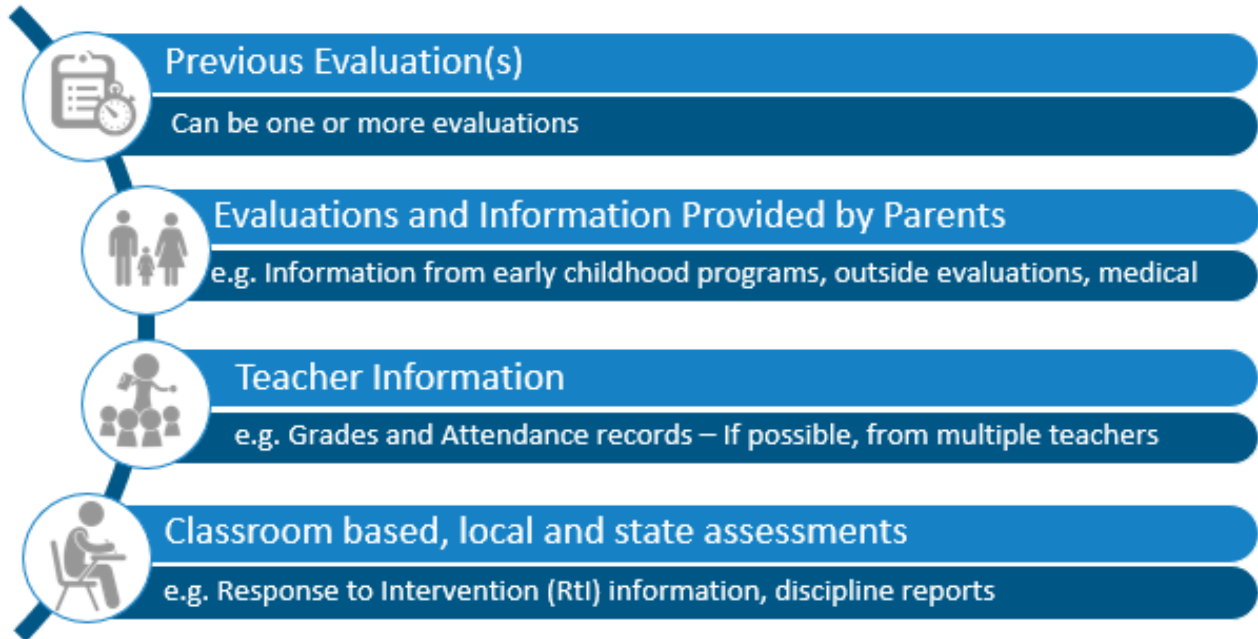 Previous Evaluation(s)
Can be one or more evaluations
Evaluations and Information Provided by Parents
e.g. Information from early childhood programs, outside evaluations, medical
Teacher Information
e.g. Grades and Attendance records – If possible, from multiple teachers
Classroom based, local and state assessments
e.g. Response to Intervention (RtI) information, discipline reports